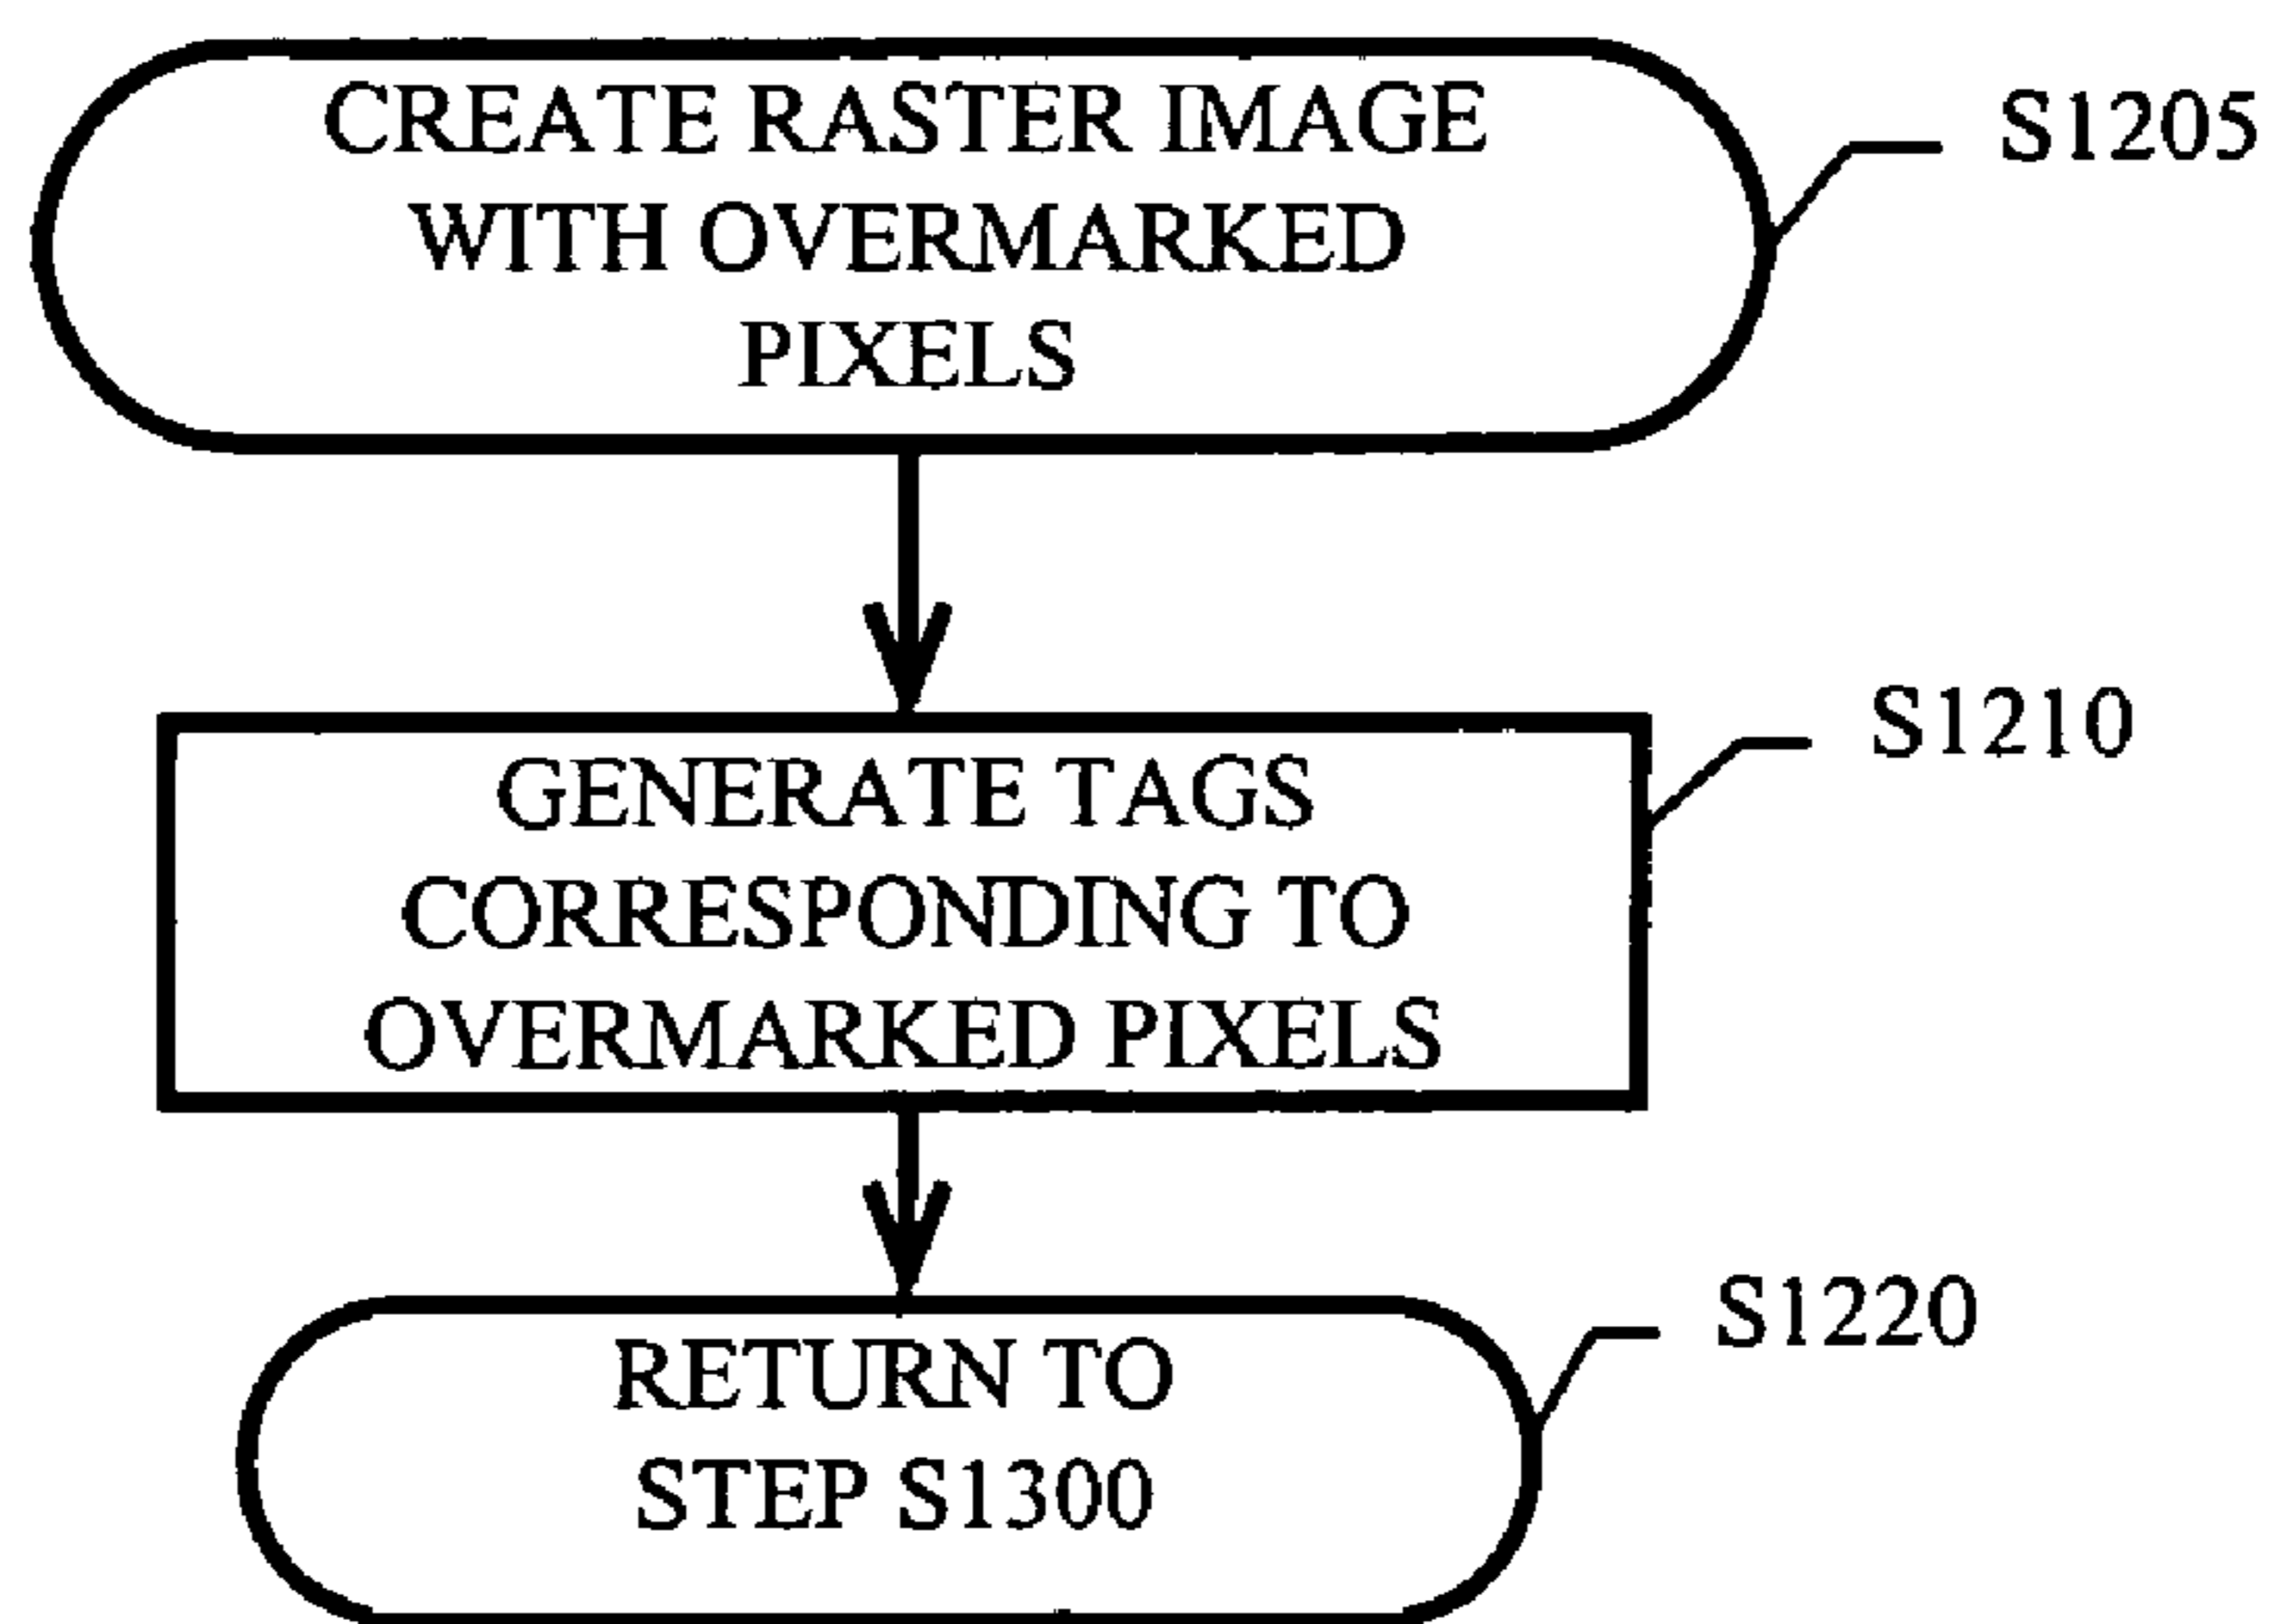 CREATE RASTER IMAGE
WITH OVERMARKED
PIXELS
S1205
GENERATE TAGS
CORRESPONDING TO
OVERMARKED PIXELS
S1210
RETURN TO
STEP S1300
S1220